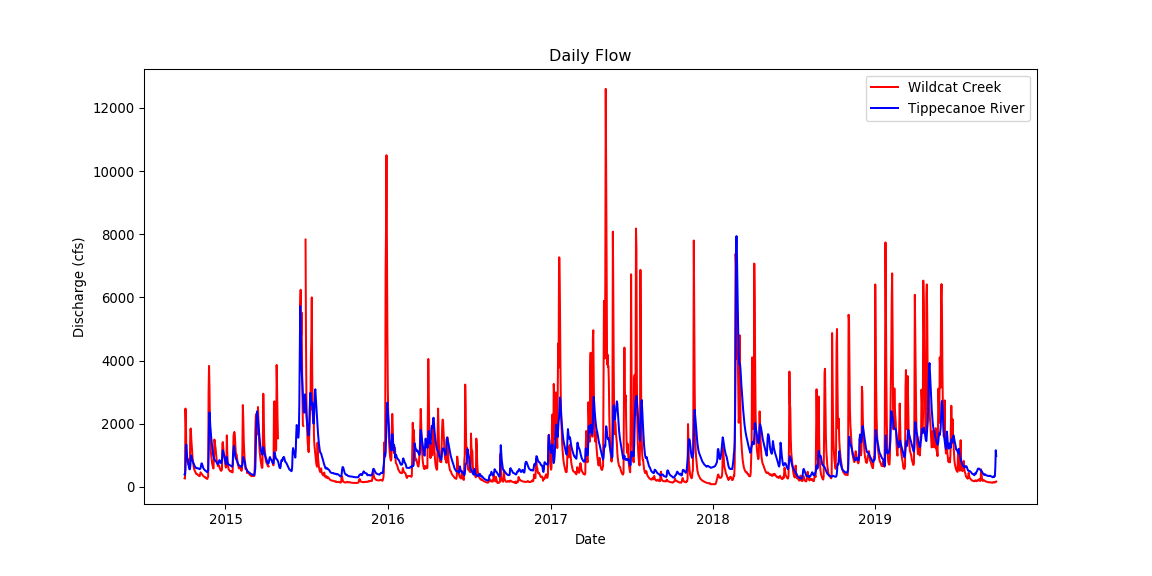 Daily Flow
Wildcat Creek
Tippecanoe River
Discharge (cfs)
12000
10000
8000
6000
4000
2000
0
2015 2016 2017 2018 2019
Date